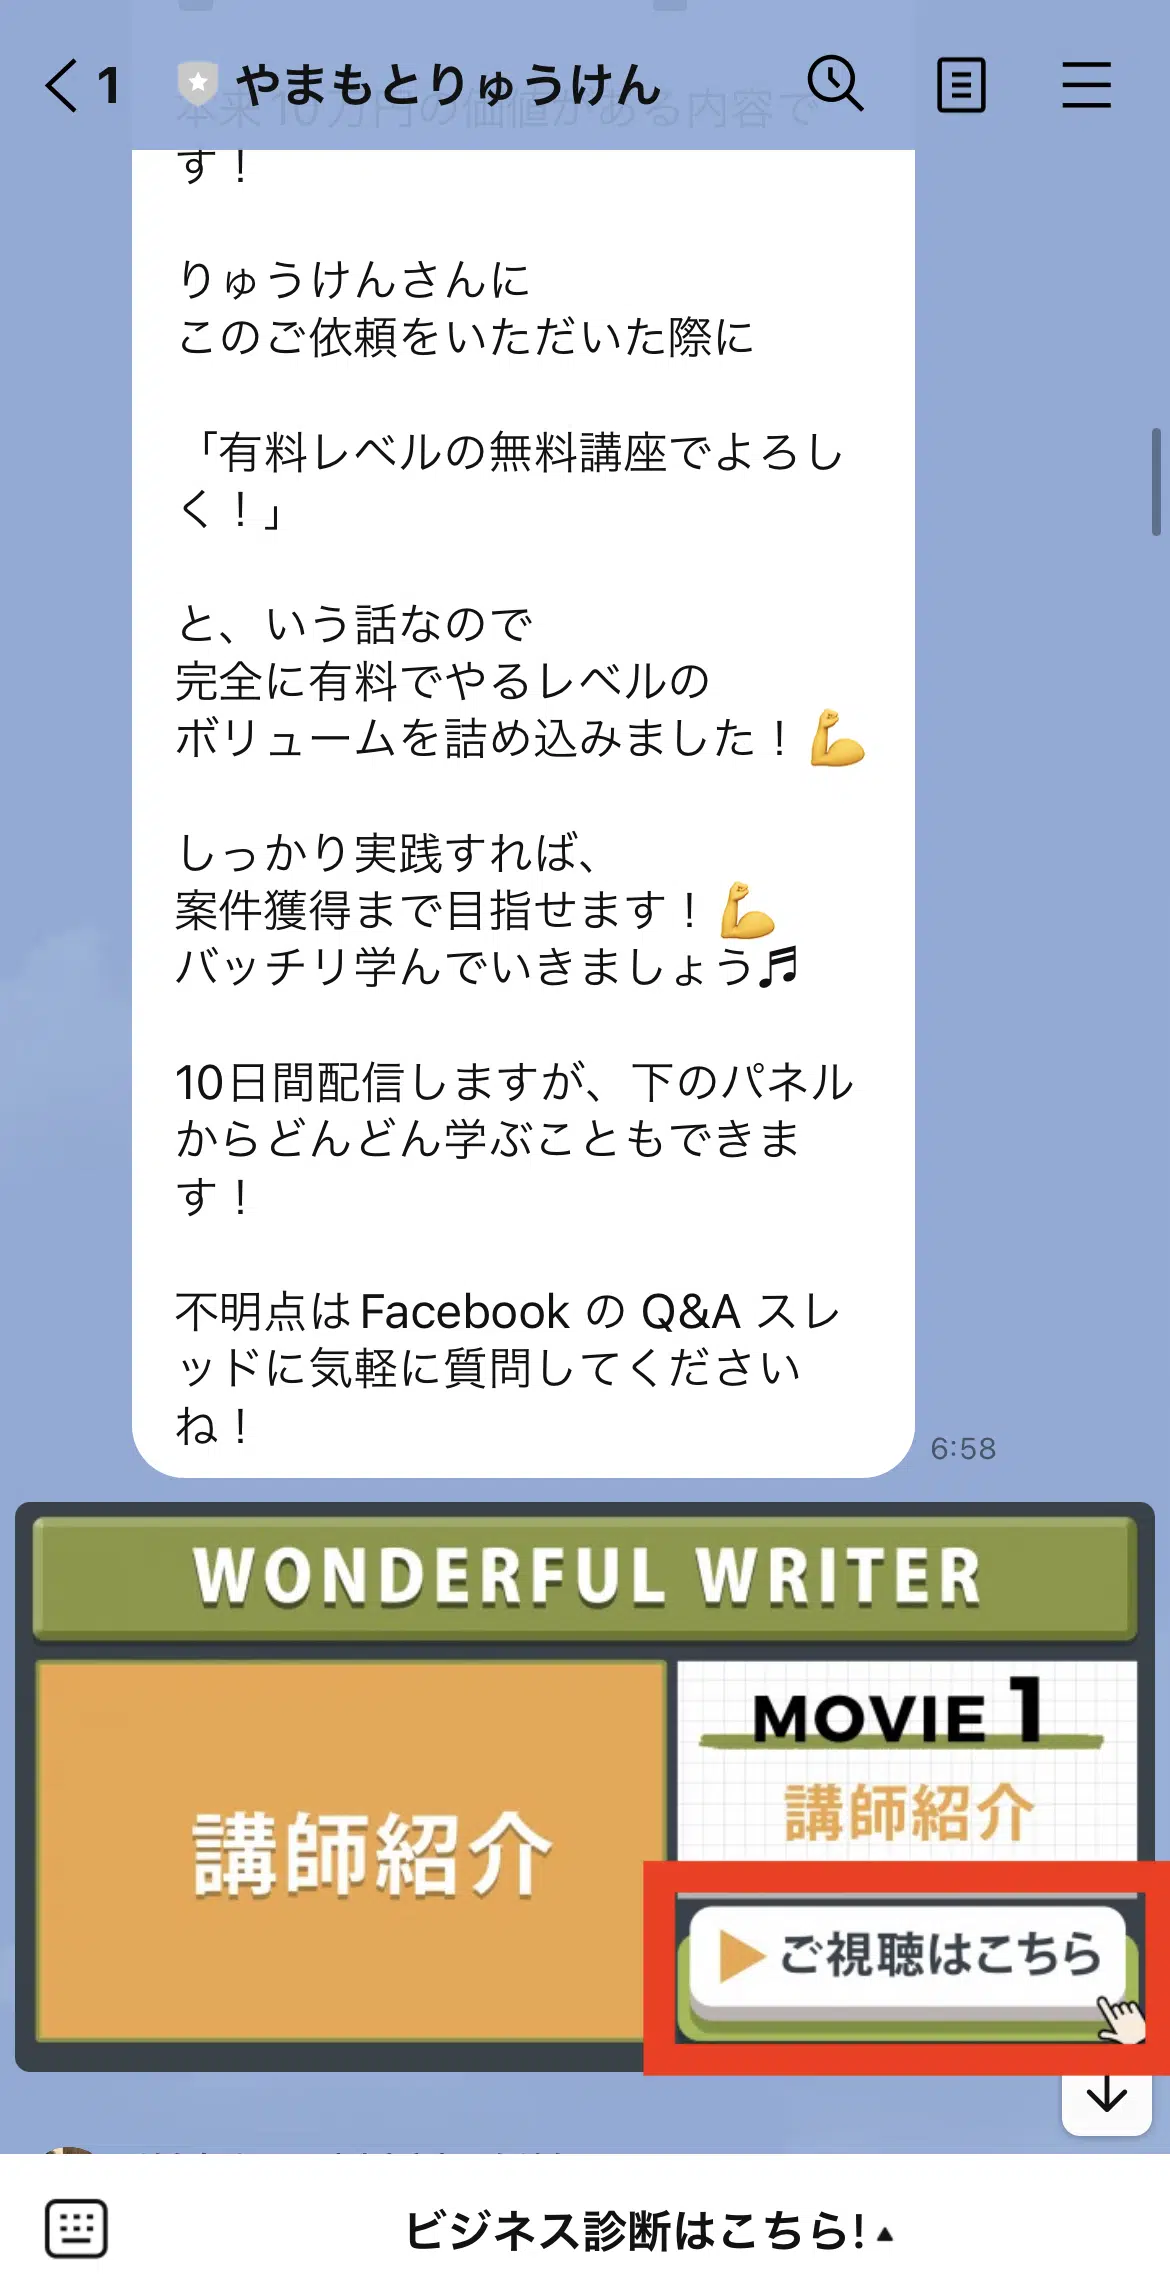 1
やまもとりゅうけん
本来10万円の価値がある内容で
す！
りゅうけんさんに
このご依頼をいただいた際に
「有料レベルの無料講座でよろし
く！」
と、いう話なので
完全に有料でやるレベルの
ボリュームを詰め込みました！💪
しっかり実践すれば、
案件獲得まで目指せます！💪
バッチリ学んでいきましょう🎵
10日間配信しますが、下のパネル
からどんどん学ぶこともできま
す！
不明点はFacebook の Q&A スレ
ッドに気軽に質問してください
ね！
6:58
WONDERFUL WRITER
講師紹介
MOVIE 1
講師紹介
ご視聴はこちら
ビジネス診断はこちら!▲